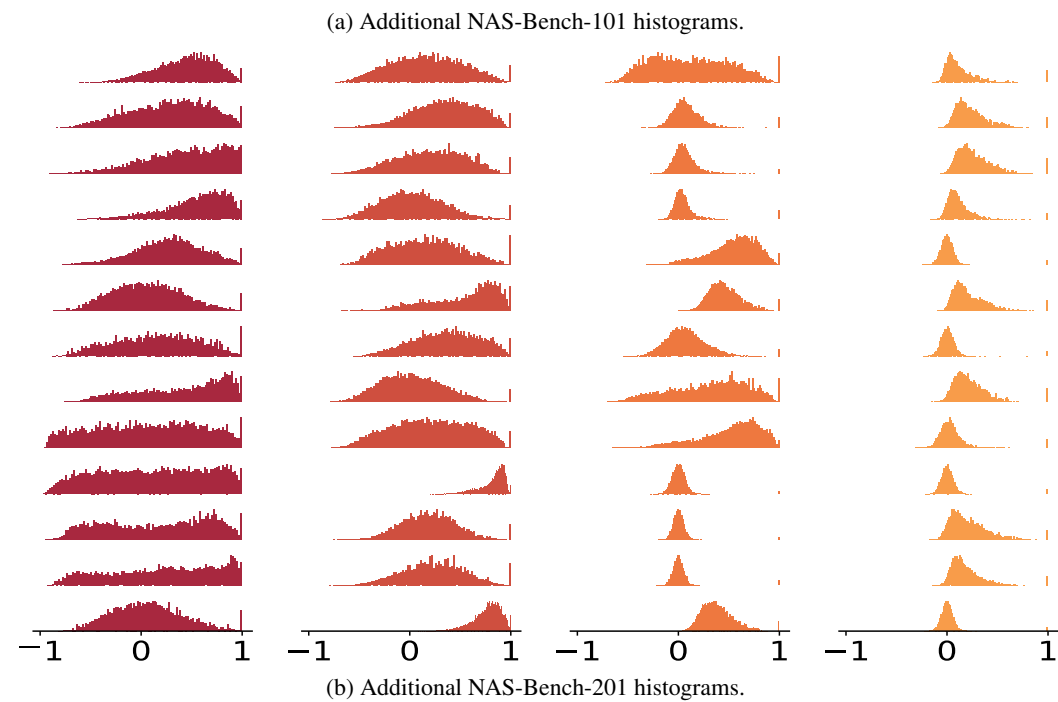 (a) Additional NAS-Bench-101 histograms.
−1 0 1 −1 0 1 −1 0 1 −1 0 1
(b) Additional NAS-Bench-201 histograms.